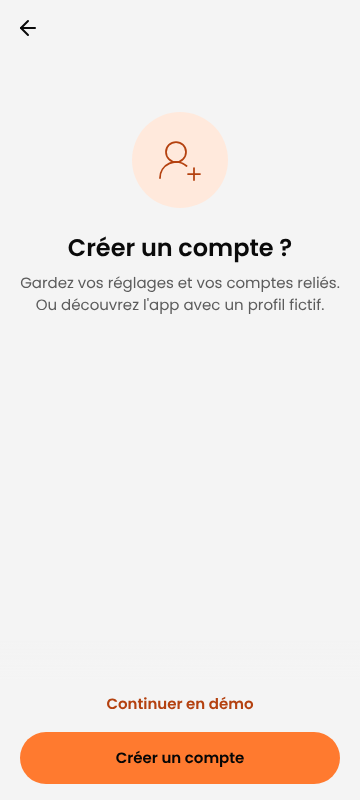 Créer un compte ?
Gardez vos réglages et vos comptes reliés.
Ou découvrez l'app avec un profil fictif.
Continuer en démo
Créer un compte